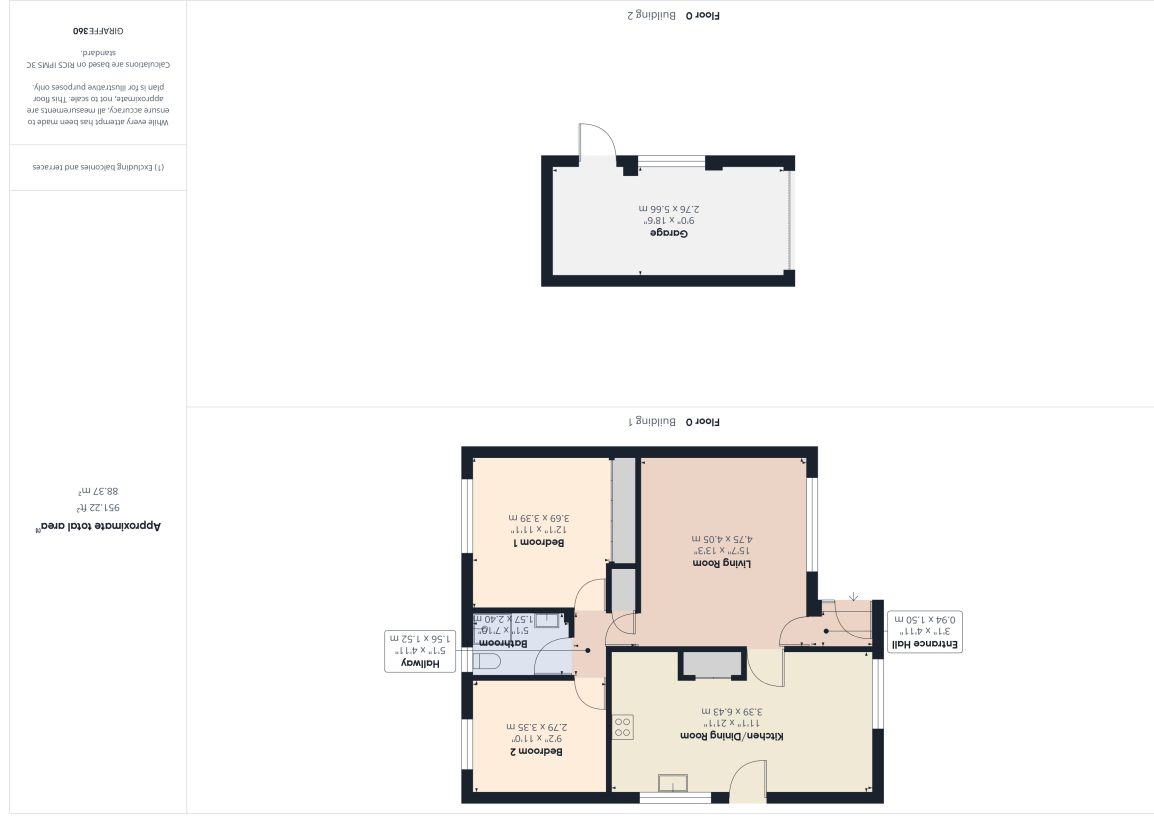 Approximate total area(1)
951.22 ft²
88.37 m²
(1) Excluding balconies and terraces
While every attempt has been made to
ensure accuracy, all measurements are
approximate, not to scale. This floor
plan is for illustrative purposes only.
Calculations are based on RICS IPMS 3C
standard.
GIRAFFE360
Kitchen/Dining Room
11'1" x 21'1"
3.39 x 6.43 m
Bedroom 2
9'2" x 11'0"
2.79 x 3.35 m
Entrance Hall
3'1" x 4'11"
0.94 x 1.50 m
Hallway
5'1" x 4'11"
1.56 x 1.52 m
Bathroom
5'1" x 7'10"
1.57 x 2.40 m
Living Room
15'7" x 13'3"
4.75 x 4.05 m
Bedroom 1
12'1" x 11'1"
3.69 x 3.39 m
Floor 0 Building 1
Garage
9'0" x 18'6"
2.76 x 5.66 m
Floor 0 Building 2